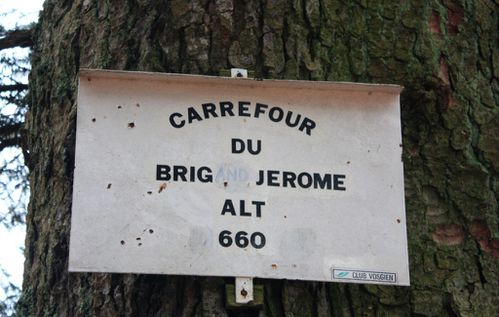 CARREFOUR
DU
BRIGAND JEROME
ALT
660
CLUB VOSGIEN